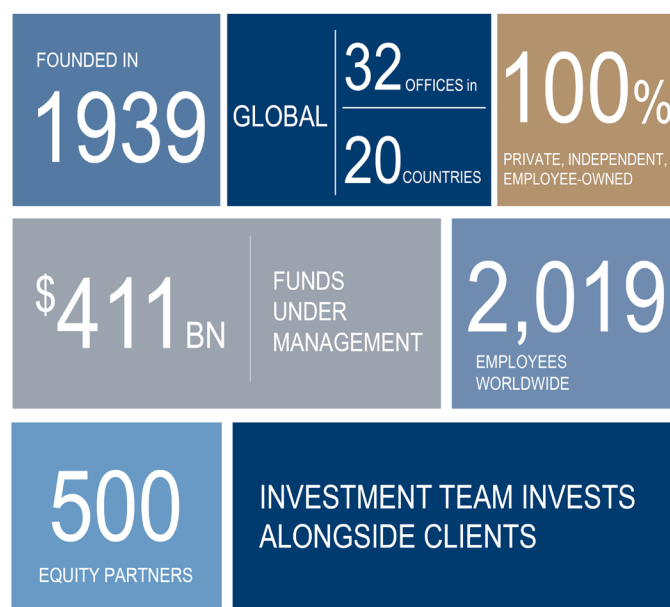 FOUNDED IN
1939
GLOBAL
32 OFFICES in
20 COUNTRIES
100%
PRIVATE, INDEPENDENT,
EMPLOYEE-OWNED
$411 BN
FUNDS
UNDER
MANAGEMENT
2,019
EMPLOYEES
WORLDWIDE
500
EQUITY PARTNERS
INVESTMENT TEAM INVESTS
ALONGSIDE CLIENTS